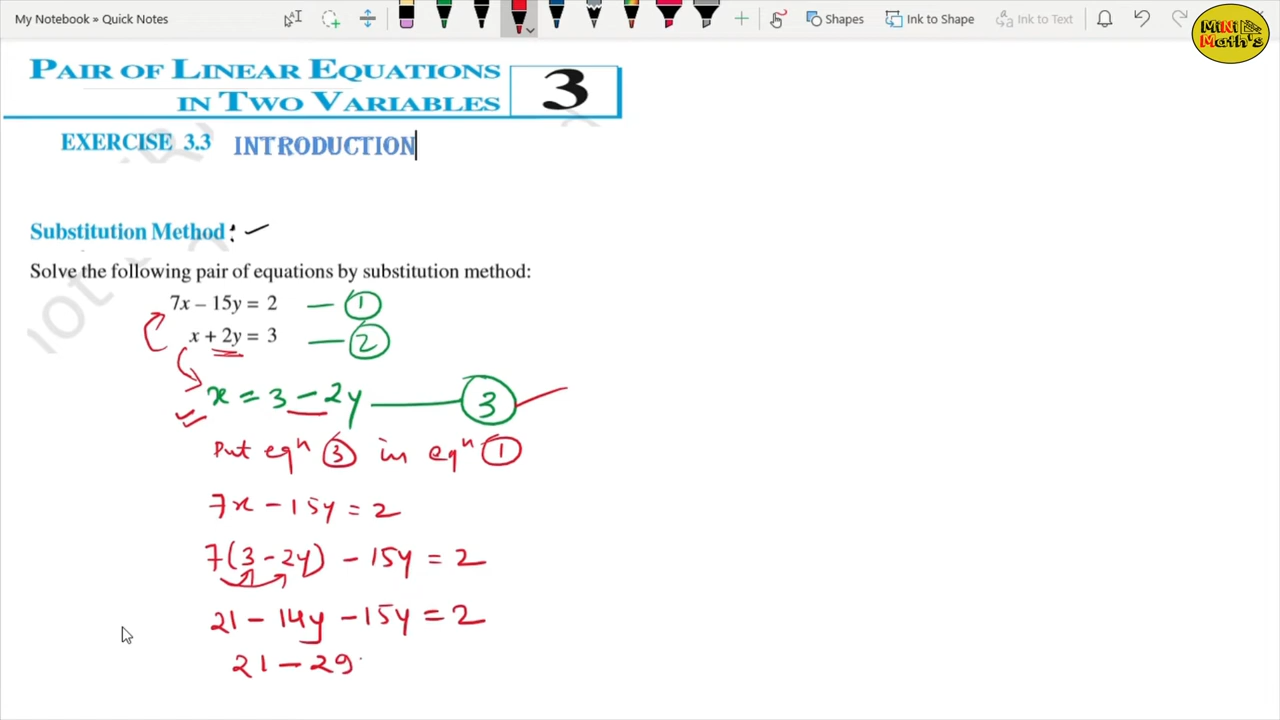 My Notebook » Quick Notes
Shapes
Ink to Shape
Ink to Text
MiNi
Math's
PAIR OF LINEAR EQUATIONS
IN TWO VARIABLES
3
EXERCISE 3.3 INTRODUCTION
Substitution Method :
Solve the following pair of equations by substitution method:
7x – 15y = 2 — 1
x + 2y = 3 — 2
x = 3 – 2y — 3
Put eqⁿ 3 in eqⁿ 1
7x – 15y = 2
7(3 – 2y) – 15y = 2
21 – 14y – 15y = 2
21 – 29